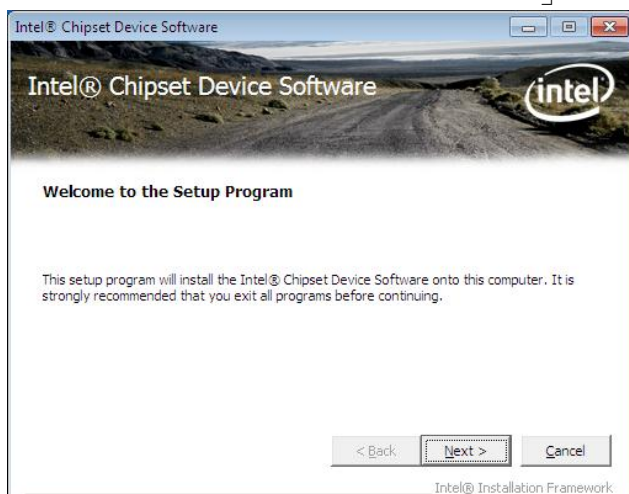 Intel® Chipset Device Software
Intel® Chipset Device Software
intel
Welcome to the Setup Program
This setup program will install the Intel® Chipset Device Software onto this computer. It is
strongly recommended that you exit all programs before continuing.
< Back Next > Cancel
Intel® Installation Framework